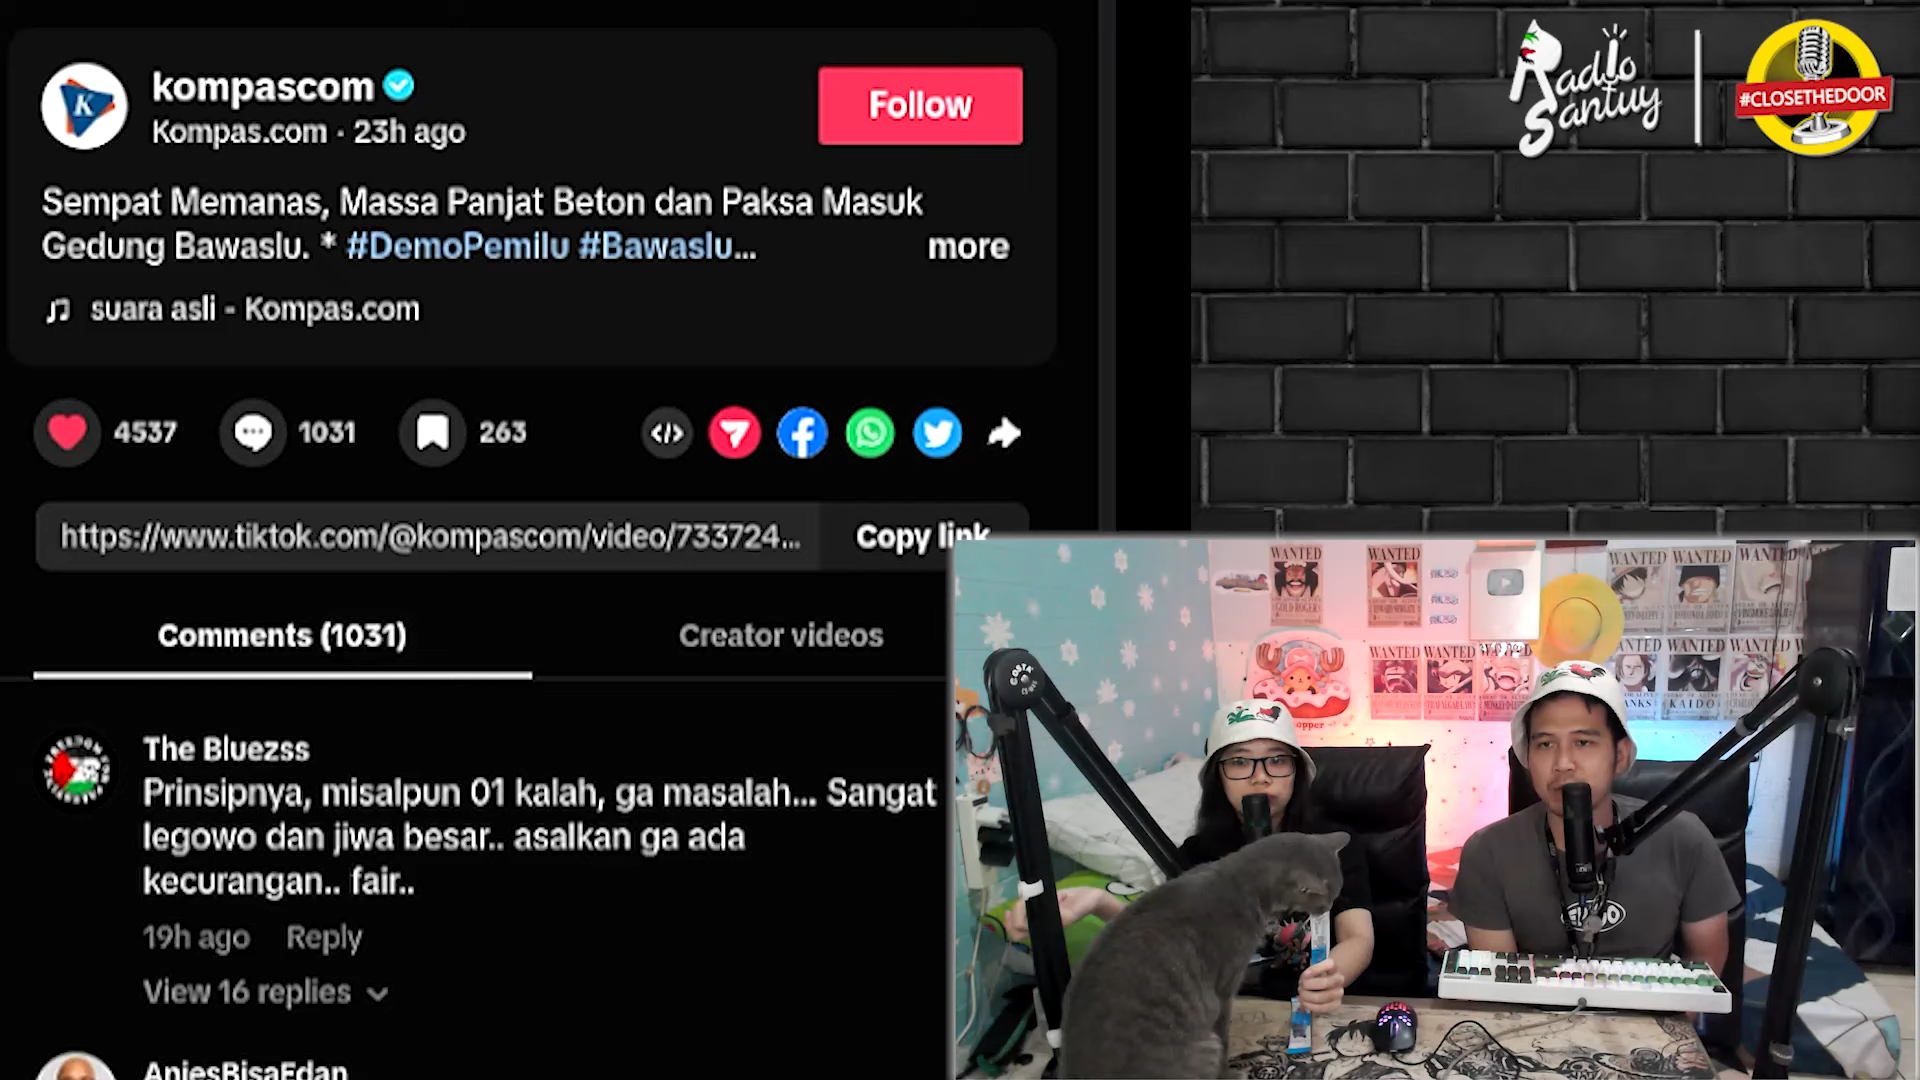 kompascom
Kompas.com · 23h ago
Follow
Radio
Santuy
#CLOSETHEDOOR
Sempat Memanas, Massa Panjat Beton dan Paksa Masuk
Gedung Bawaslu. * #DemoPemilu #Bawaslu... more
suara asli - Kompas.com
4537
1031
263
https://www.tiktok.com/@kompascom/video/733724...
Copy link
Comments (1031)
Creator videos
The Bluezss
Prinsipnya, misalpun 01 kalah, ga masalah... Sangat
legowo dan jiwa besar.. asalkan ga ada
kecurangan.. fair..
19h ago
Reply
View 16 replies
AniesBisaEdan
WANTED
GOLD ROGER
WANTED
WANTED
WANTED
WANTED
WANTED
WANTED
WANTED
KAIDO